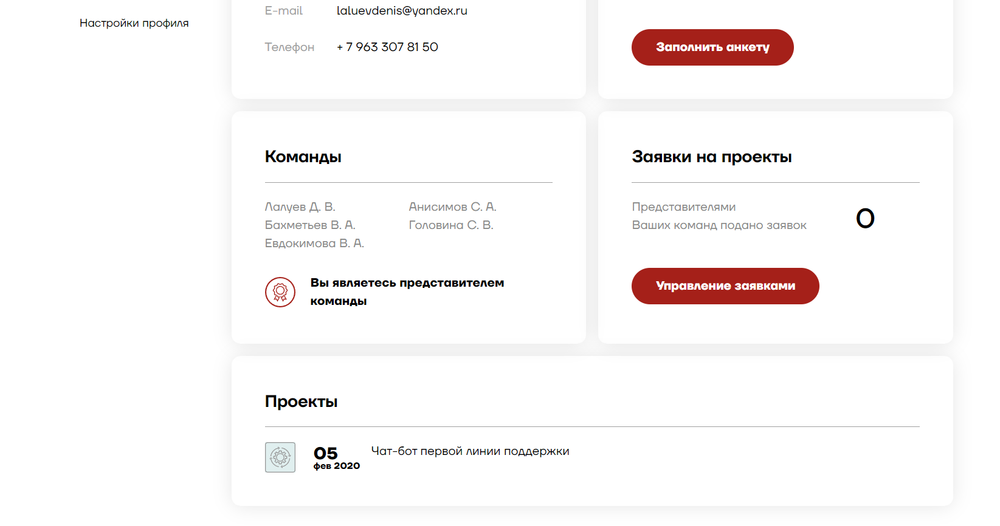 Настройки профиля
E-mail laluevdenis@yandex.ru
Телефон + 7 963 307 81 50
Заполнить анкету
Команды
Лалуев Д. В. Анисимов С. А.
Бахметьев В. А. Головина С. В.
Евдокимова В. А.
Вы являетесь представителем
команды
Заявки на проекты
Представителями
Ваших команд подано заявок
0
Управление заявками
Проекты
05 Чат-бот первой линии поддержки
фев 2020